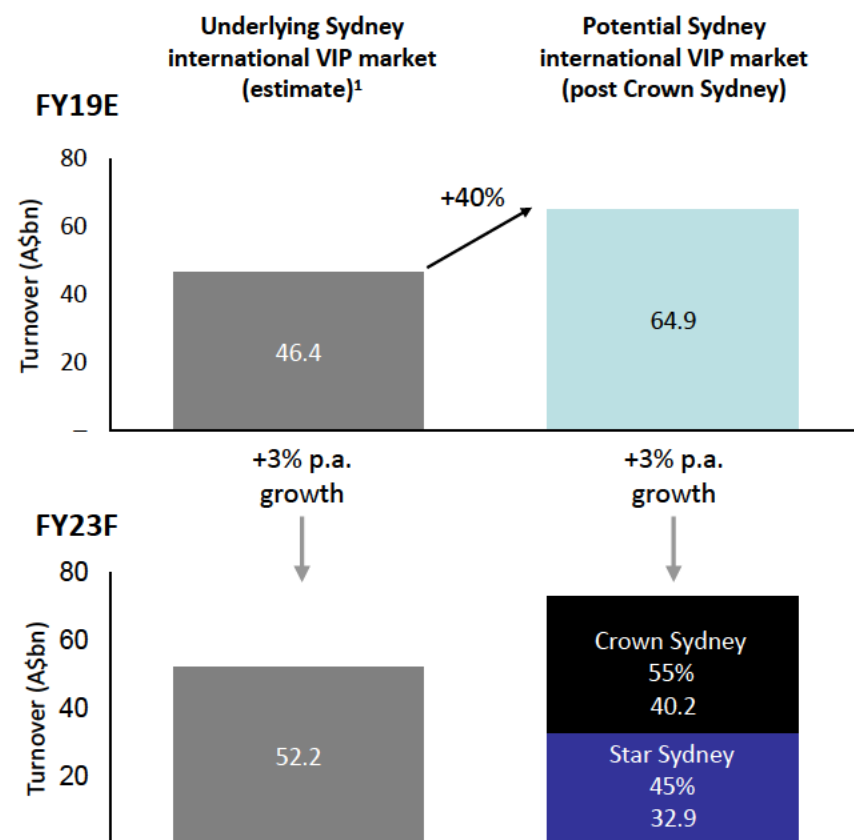 Underlying Sydney
international VIP market
(estimate)¹
Potential Sydney
international VIP market
(post Crown Sydney)
FY19E
Turnover (A$bn)
80
60
40
20
–
+40%
46.4
64.9
+3% p.a.
growth
+3% p.a.
growth
FY23F
Turnover (A$bn)
80
60
40
20
52.2
Crown Sydney
55%
40.2
Star Sydney
45%
32.9